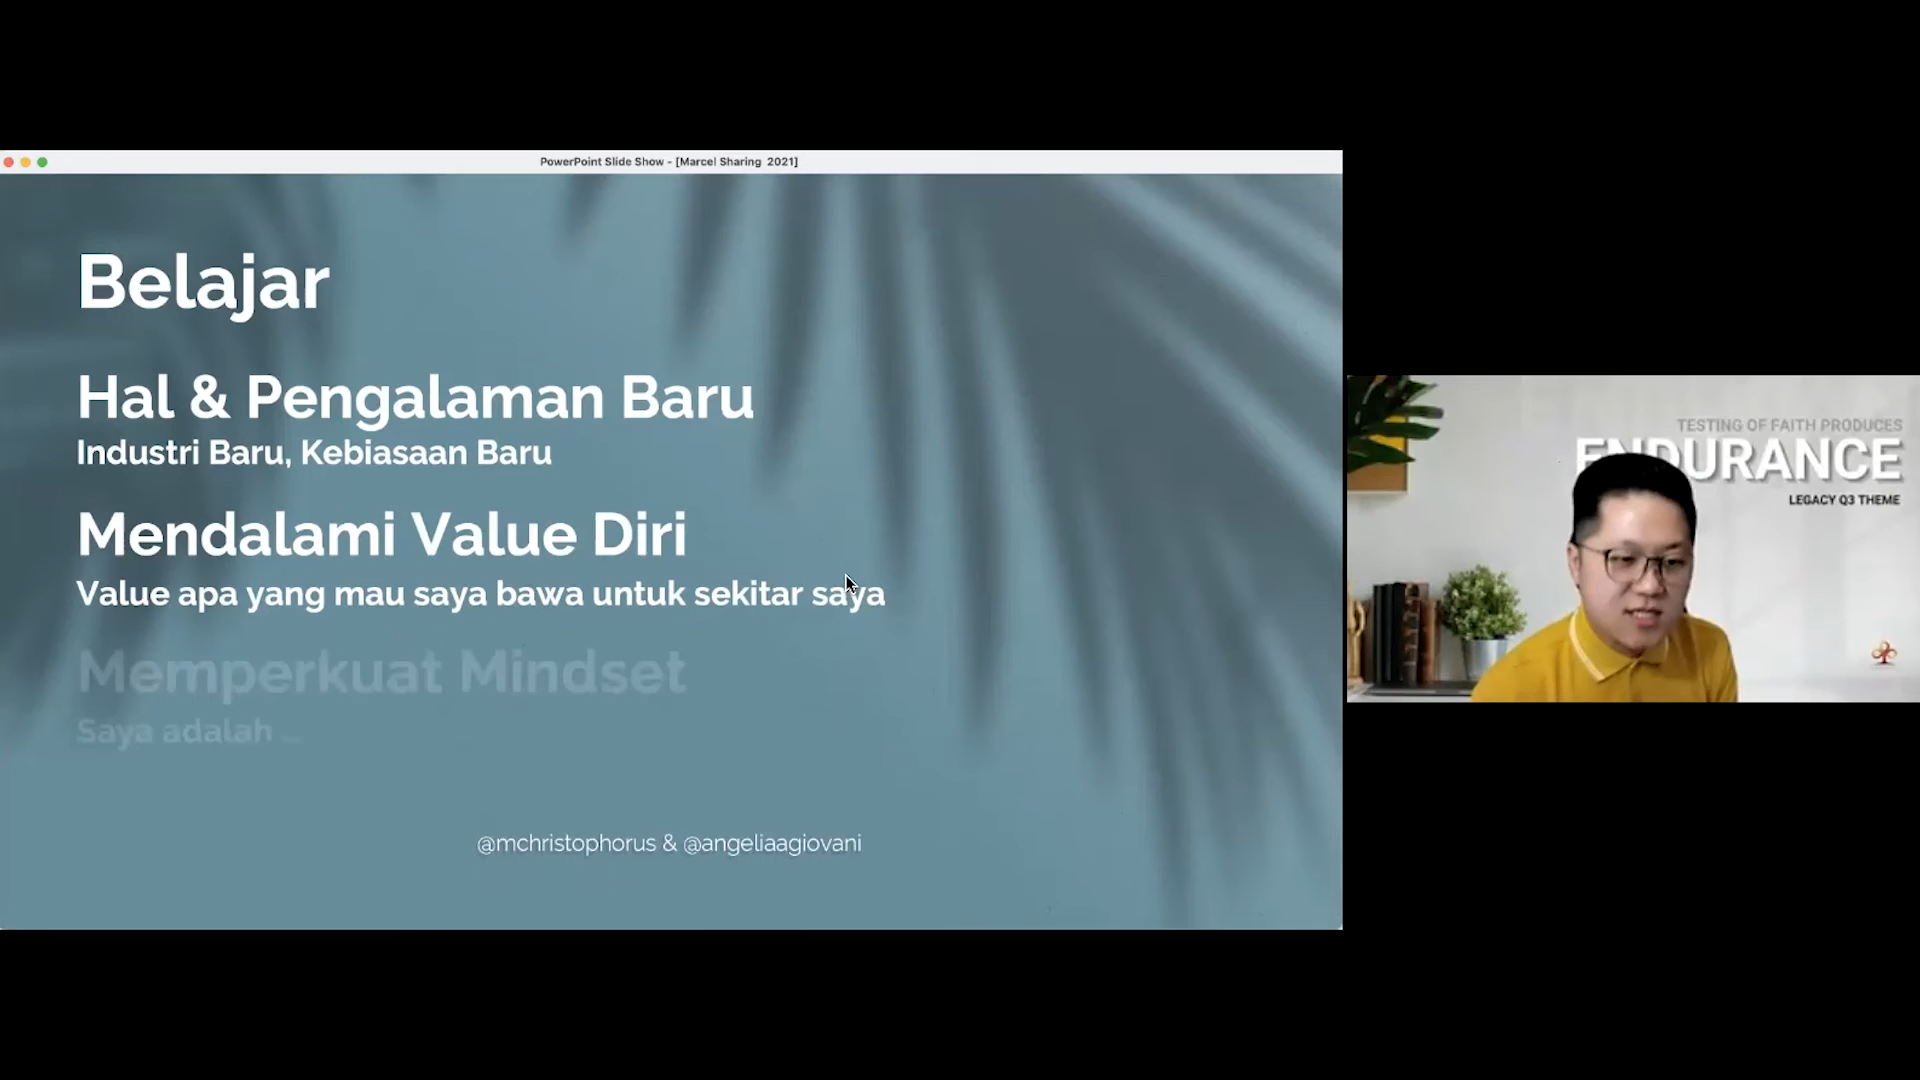 PowerPoint Slide Show - [Marcel Sharing 2021]
Belajar
Hal & Pengalaman Baru
Industri Baru, Kebiasaan Baru
Mendalami Value Diri
Value apa yang mau saya bawa untuk sekitar saya
Memperkuat Mindset
Saya adalah ...
@mchristophorus & @angeliaagiovani
TESTING OF FAITH PRODUCES
ENDURANCE
LEGACY Q3 THEME